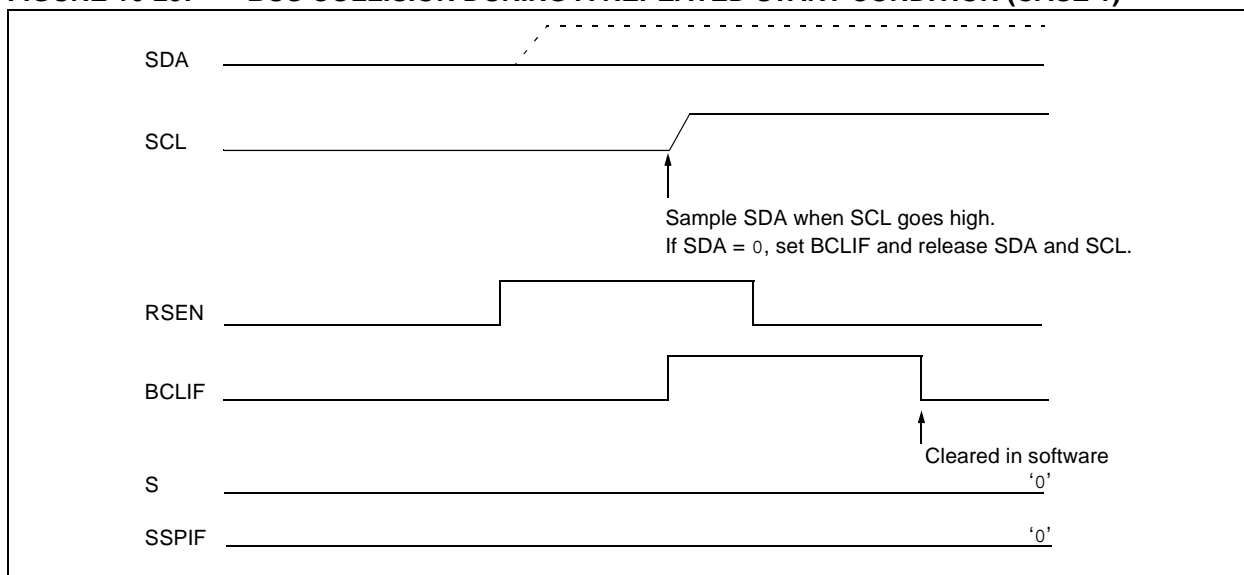 SDA
SCL
Sample SDA when SCL goes high.
If SDA = 0, set BCLIF and release SDA and SCL.
RSEN
BCLIF
Cleared in software
S
‘0’
SSPIF
‘0’